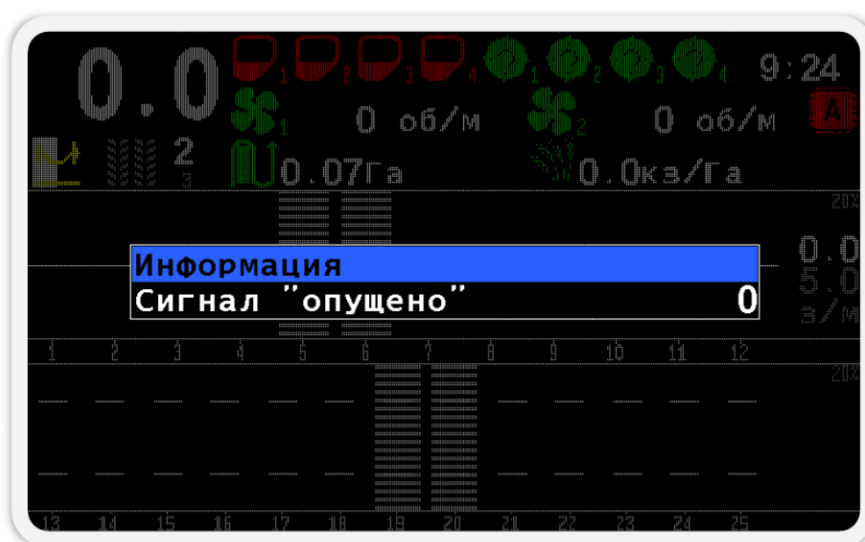 0.0 1 2 3 4 1 2 3 4 9:24
1 0 об/м 2 0 об/м A
2
3 0.07Га 0.0кз/Га
20%
Информация
0.0
Сигнал "опущено" 0
5.0
з/м
1 2 3 4 5 6 7 8 9 10 11 12
20%
13 14 15 16 17 18 19 20 21 22 23 24 25